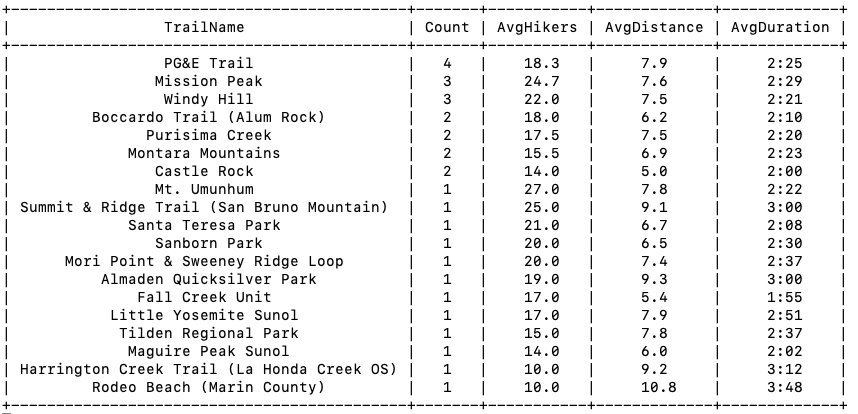 +--------------------------------------------+-------+-----------+-------------+-------------+
| TrailName | Count | AvgHikers | AvgDistance | AvgDuration |
+--------------------------------------------+-------+-----------+-------------+-------------+
| PG&E Trail | 4 | 18.3 | 7.9 | 2:25 |
| Mission Peak | 3 | 24.7 | 7.6 | 2:29 |
| Windy Hill | 3 | 22.0 | 7.5 | 2:21 |
| Boccardo Trail (Alum Rock) | 2 | 18.0 | 6.2 | 2:10 |
| Purisima Creek | 2 | 17.5 | 7.5 | 2:20 |
| Montara Mountains | 2 | 15.5 | 6.9 | 2:23 |
| Castle Rock | 2 | 14.0 | 5.0 | 2:00 |
| Mt. Umunhum | 1 | 27.0 | 7.8 | 2:22 |
| Summit & Ridge Trail (San Bruno Mountain) | 1 | 25.0 | 9.1 | 3:00 |
| Santa Teresa Park | 1 | 21.0 | 6.7 | 2:08 |
| Sanborn Park | 1 | 20.0 | 6.5 | 2:30 |
| Mori Point & Sweeney Ridge Loop | 1 | 20.0 | 7.4 | 2:37 |
| Almaden Quicksilver Park | 1 | 19.0 | 9.3 | 3:00 |
| Fall Creek Unit | 1 | 17.0 | 5.4 | 1:55 |
| Little Yosemite Sunol | 1 | 17.0 | 7.9 | 2:51 |
| Tilden Regional Park | 1 | 15.0 | 7.8 | 2:37 |
| Maguire Peak Sunol | 1 | 14.0 | 6.0 | 2:02 |
| Harrington Creek Trail (La Honda Creek OS) | 1 | 10.0 | 9.2 | 3:12 |
| Rodeo Beach (Marin County) | 1 | 10.0 | 10.8 | 3:48 |
+--------------------------------------------+-------+-----------+-------------+-------------+